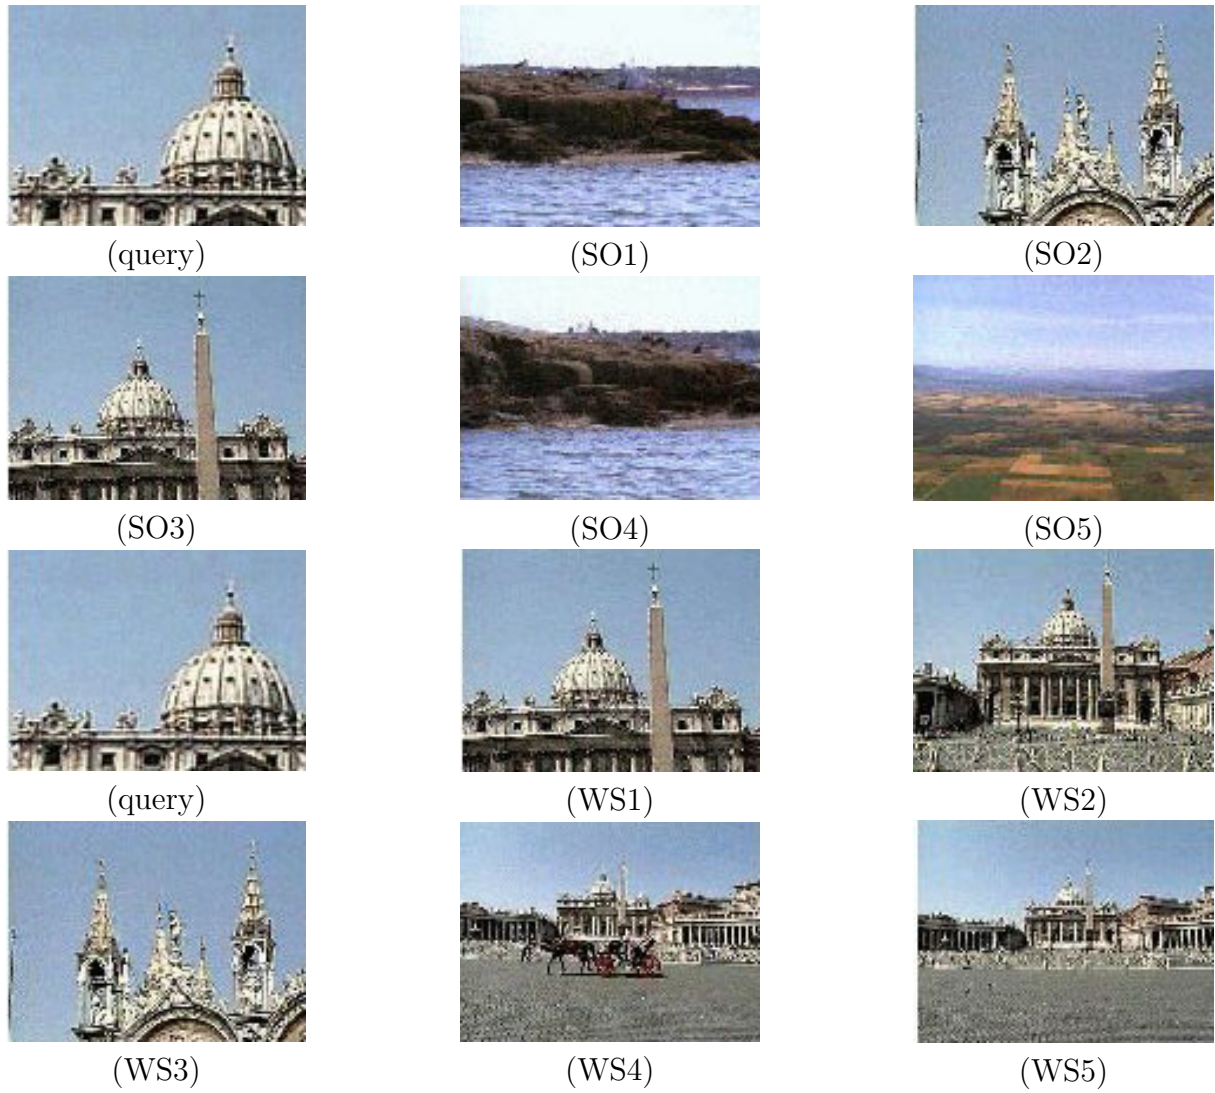 (query)
(SO1)
(SO2)
(SO3)
(SO4)
(SO5)
(query)
(WS1)
(WS2)
(WS3)
(WS4)
(WS5)